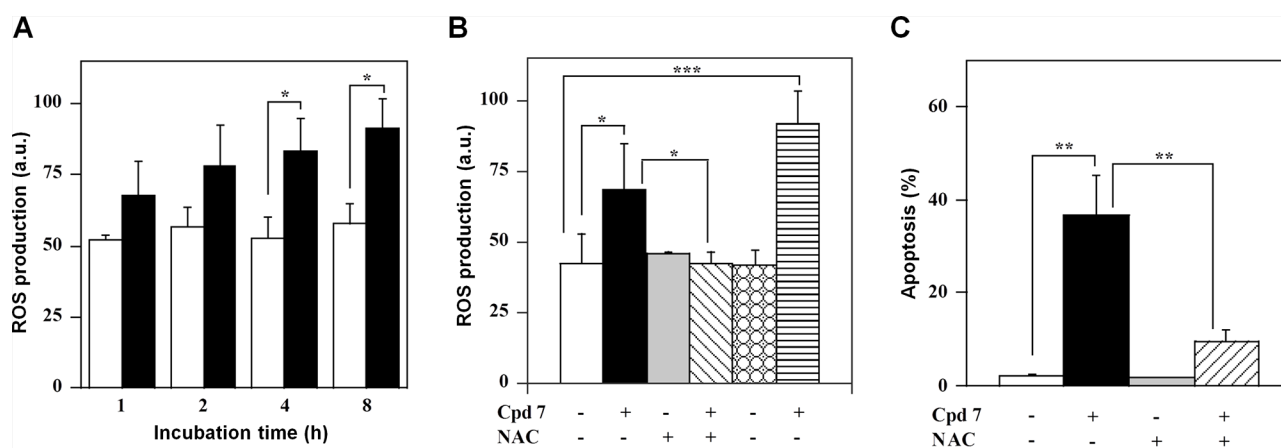 A
ROS production (a.u.)
100
75
50
25
0
*
*
1 2 4 8
Incubation time (h)
B
ROS production (a.u.)
100
75
50
25
0
***
*
*
Cpd 7 - + - + - +
NAC - - + + - -
C
Apoptosis (%)
60
40
20
0
**
**
Cpd 7 - + - +
NAC - - + +